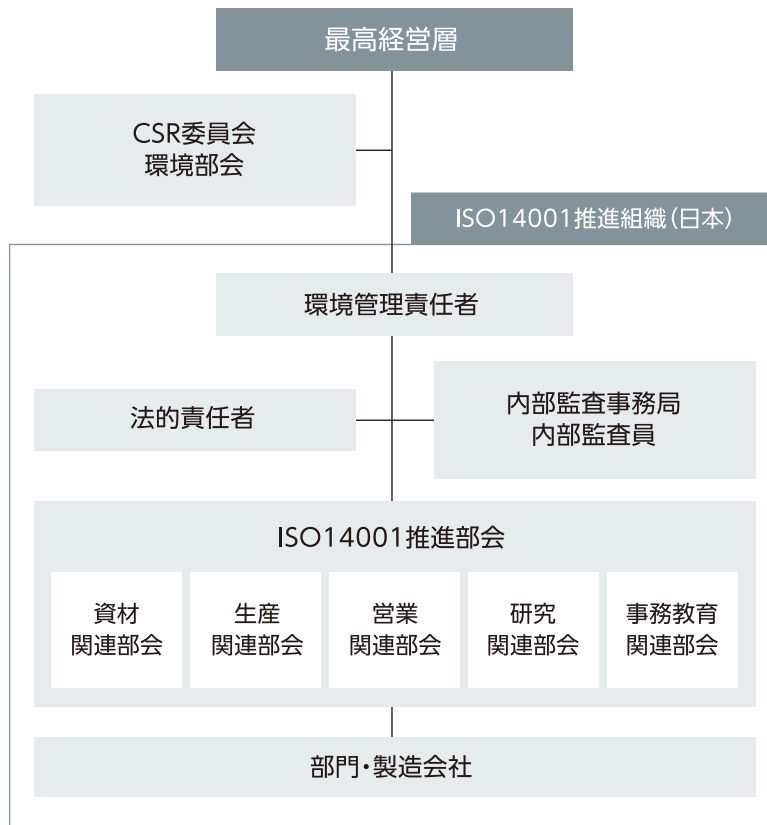 最高経営層
CSR委員会
環境部会
ISO14001推進組織(日本)
環境管理責任者
法的責任者
内部監査事務局
内部監査員
ISO14001推進部会
資材
関連部会
生産
関連部会
営業
関連部会
研究
関連部会
事務教育
関連部会
部門・製造会社